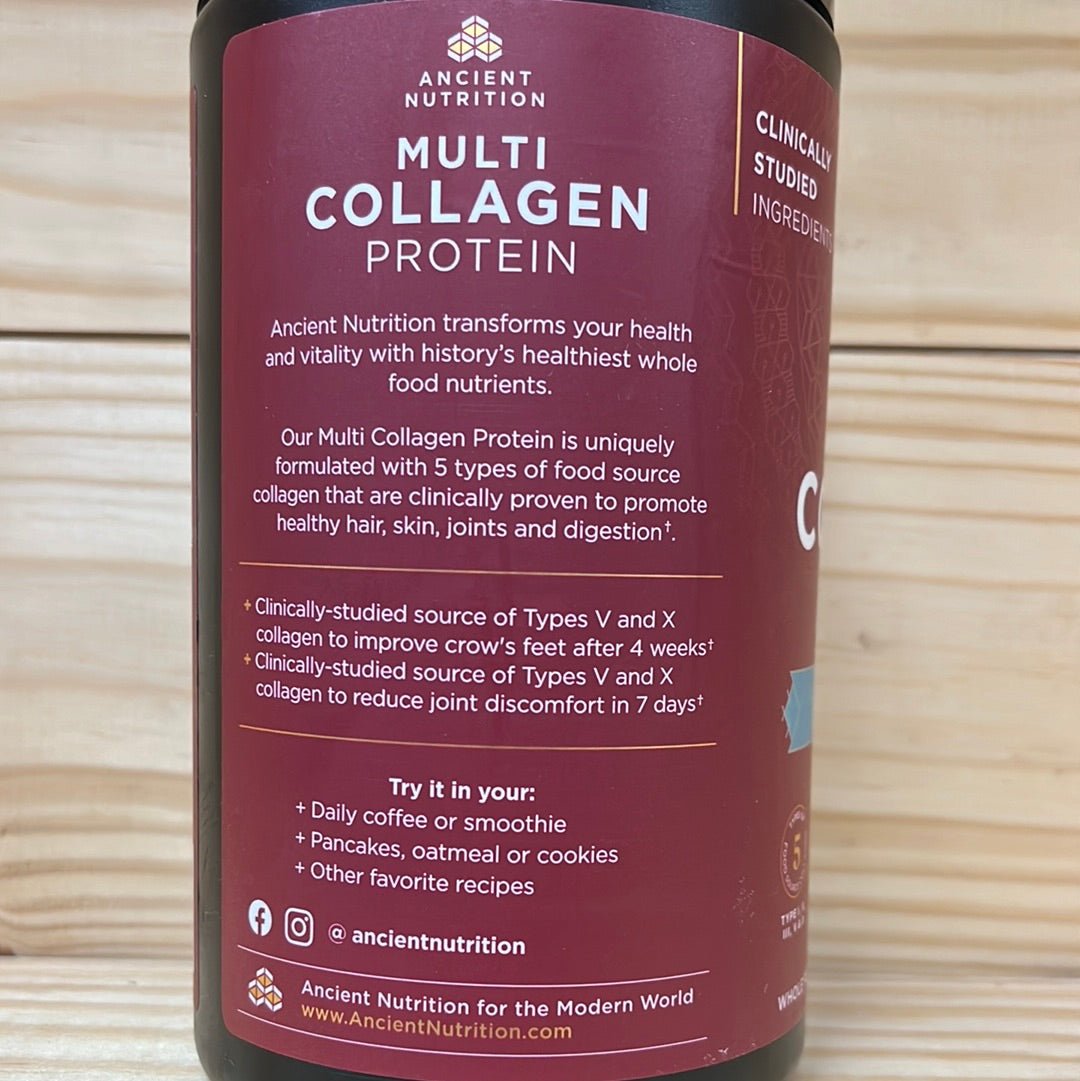 ANCIENT
NUTRITION
MULTI
COLLAGEN
PROTEIN
Ancient Nutrition transforms your health
and vitality with history's healthiest whole
food nutrients.
Our Multi Collagen Protein is uniquely
formulated with 5 types of food source
collagen that are clinically proven to promote
healthy hair, skin, joints and digestion†.
+ Clinically-studied source of Types V and X
collagen to improve crow's feet after 4 weeks†
+ Clinically-studied source of Types V and X
collagen to reduce joint discomfort in 7 days†
Try it in your:
+ Daily coffee or smoothie
+ Pancakes, oatmeal or cookies
+ Other favorite recipes
@ ancientnutrition
Ancient Nutrition for the Modern World
www.AncientNutrition.com
CLINICALLY
STUDIED
INGREDIENTS
C
5